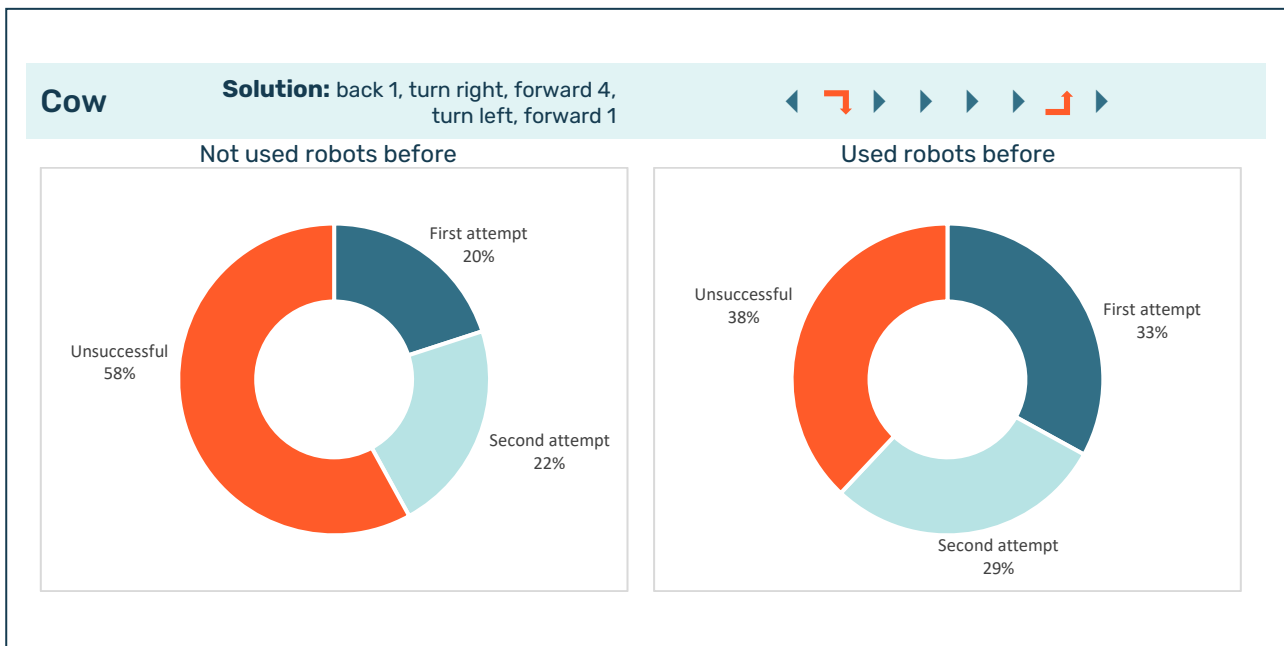 Cow
Solution: back 1, turn right, forward 4,
turn left, forward 1
Not used robots before
Used robots before
First attempt
20%
Second attempt
22%
Unsuccessful
58%
First attempt
33%
Second attempt
29%
Unsuccessful
38%